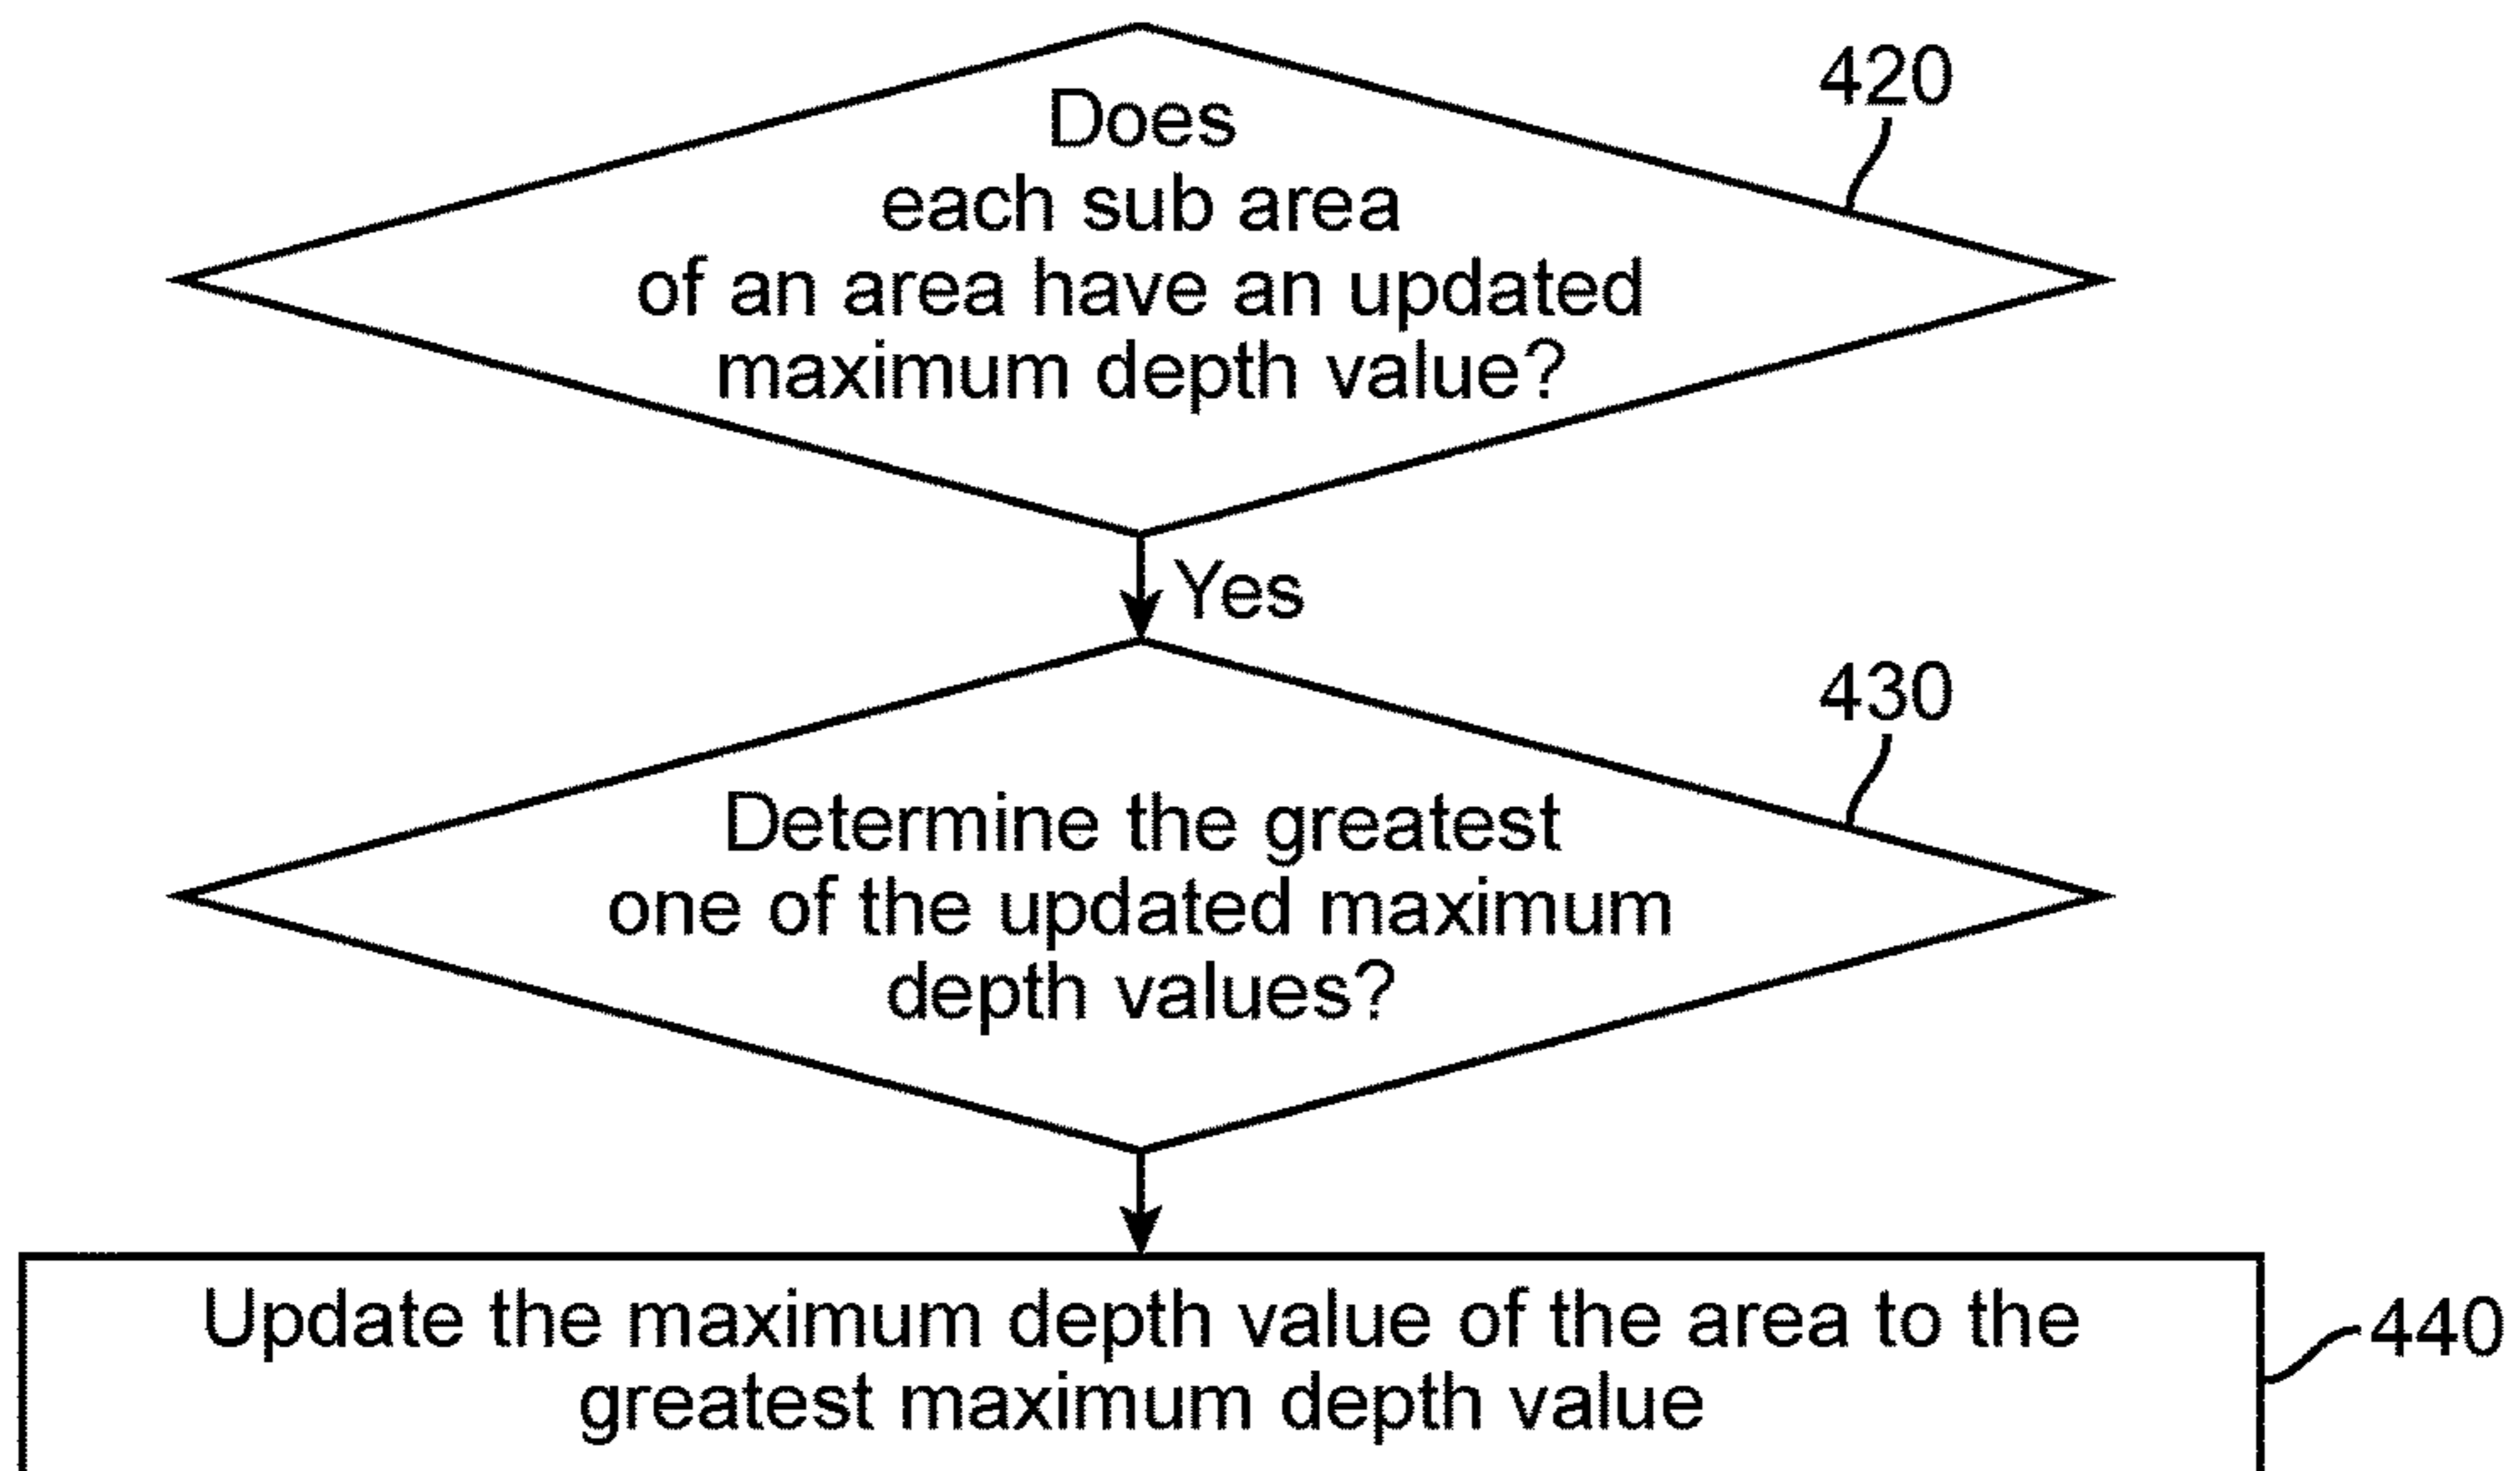 420
Does
each sub area
of an area have an updated
maximum depth value?
Yes
430
Determine the greatest
one of the updated maximum
depth values?
Update the maximum depth value of the area to the
greatest maximum depth value
440